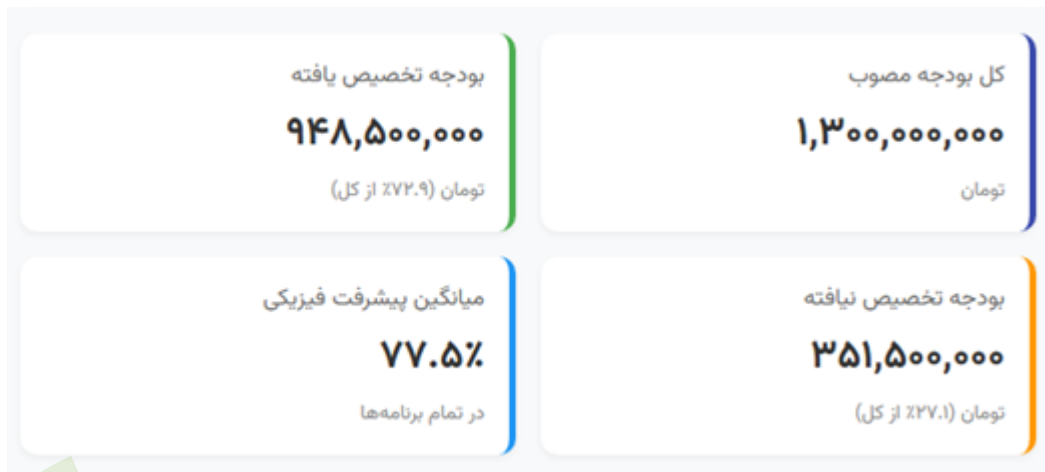 کل بودجه مصوب
۱,۳۰۰,۰۰۰,۰۰۰
تومان
بودجه تخصیص یافته
۹۴۸,۵۰۰,۰۰۰
تومان (۷۲.۹٪ از کل)
بودجه تخصیص نیافته
۳۵۱,۵۰۰,۰۰۰
تومان (۲۷.۱٪ از کل)
میانگین پیشرفت فیزیکی
۷۷.۵٪
در تمام برنامه‌ها